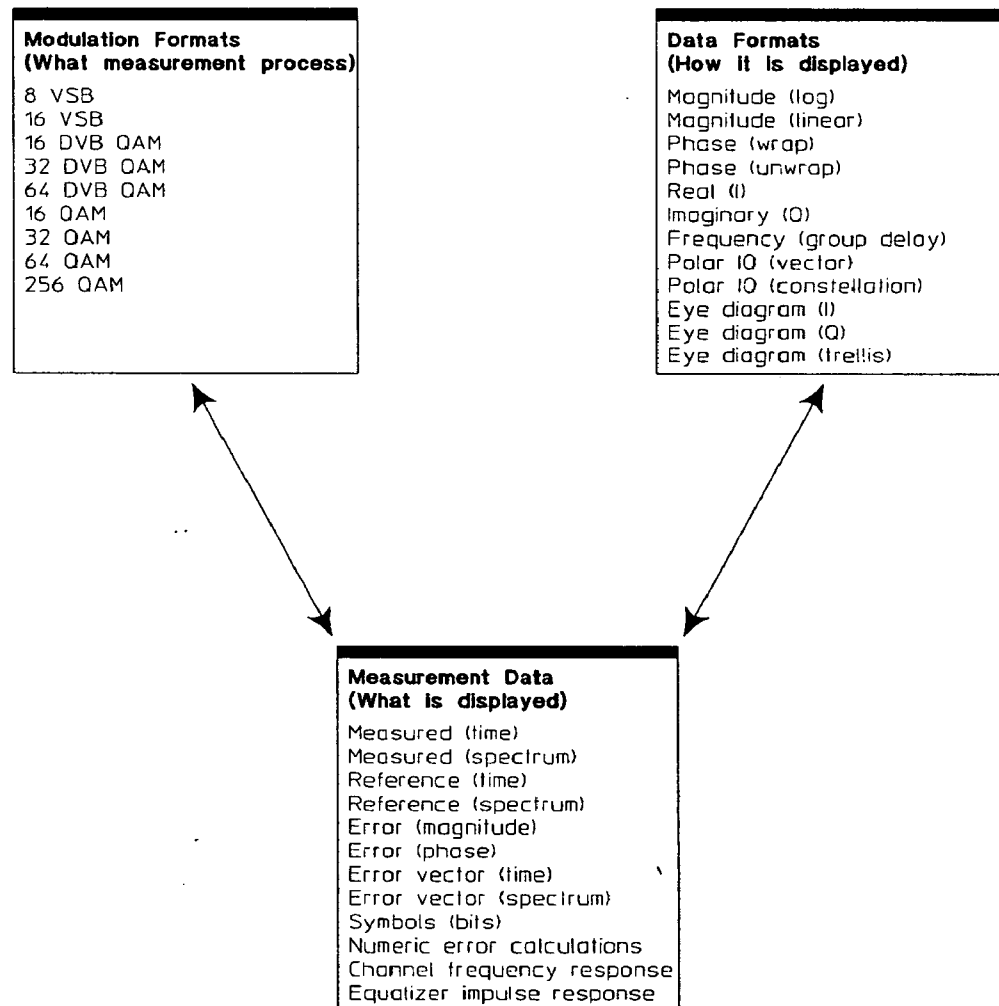 Modulation Formats
(What measurement process)
8 VSB
16 VSB
16 DVB QAM
32 DVB QAM
64 DVB QAM
16 QAM
32 QAM
64 QAM
256 QAM
Data Formats
(How it is displayed)
Magnitude (log)
Magnitude (linear)
Phase (wrap)
Phase (unwrap)
Real (I)
Imaginary (Q)
Frequency (group delay)
Polar IQ (vector)
Polar IQ (constellation)
Eye diagram (I)
Eye diagram (Q)
Eye diagram (trellis)
Measurement Data
(What is displayed)
Measured (time)
Measured (spectrum)
Reference (time)
Reference (spectrum)
Error (magnitude)
Error (phase)
Error vector (time)
Error vector (spectrum)
Symbols (bits)
Numeric error calculations
Channel frequency response
Equalizer impulse response